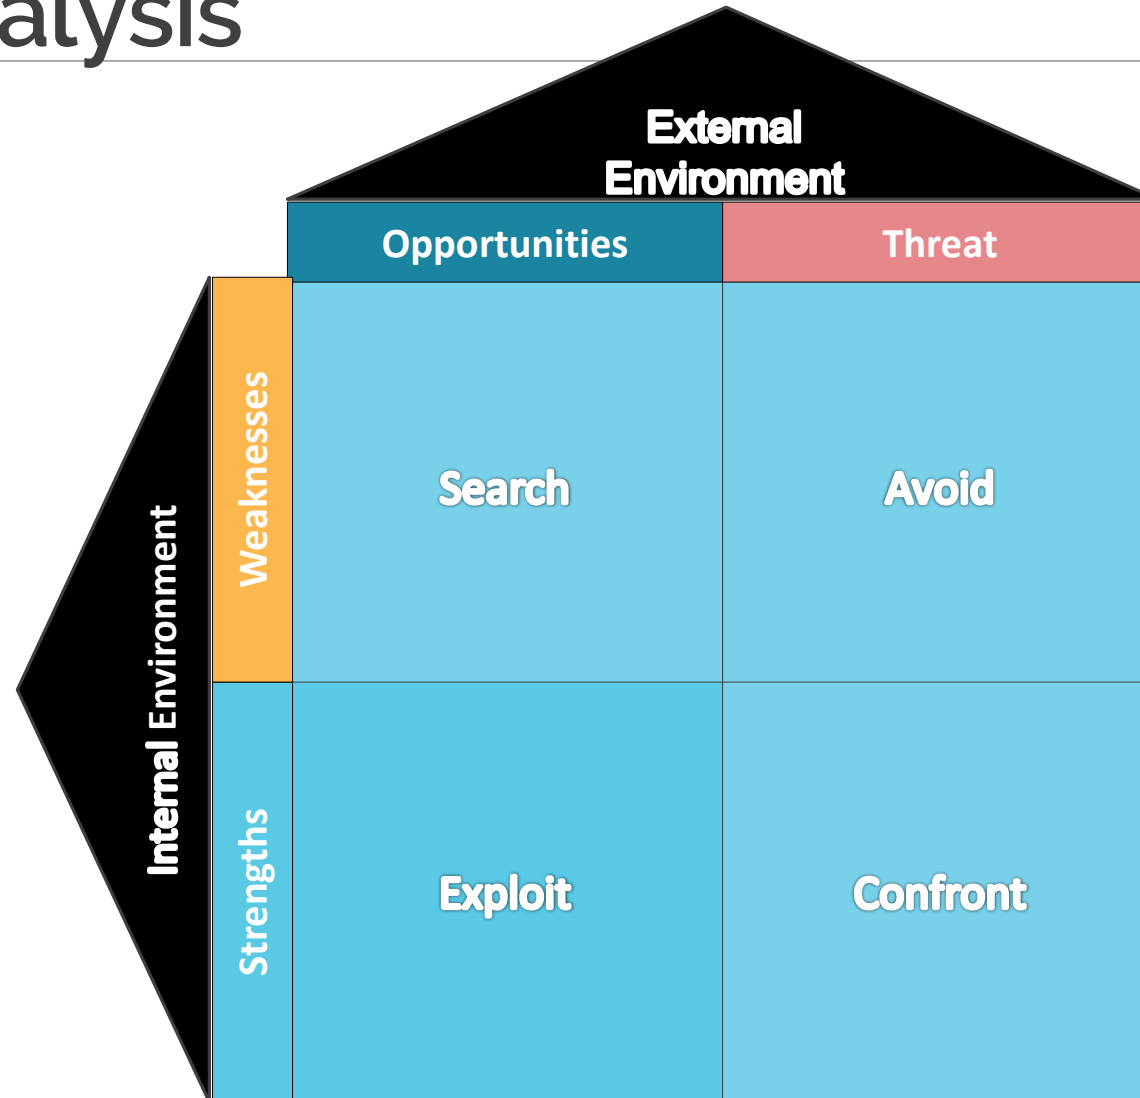 alysis
External
Environment
Opportunities
Threat
Weaknesses
Search
Avoid
Internal Environment
Strengths
Exploit
Confront